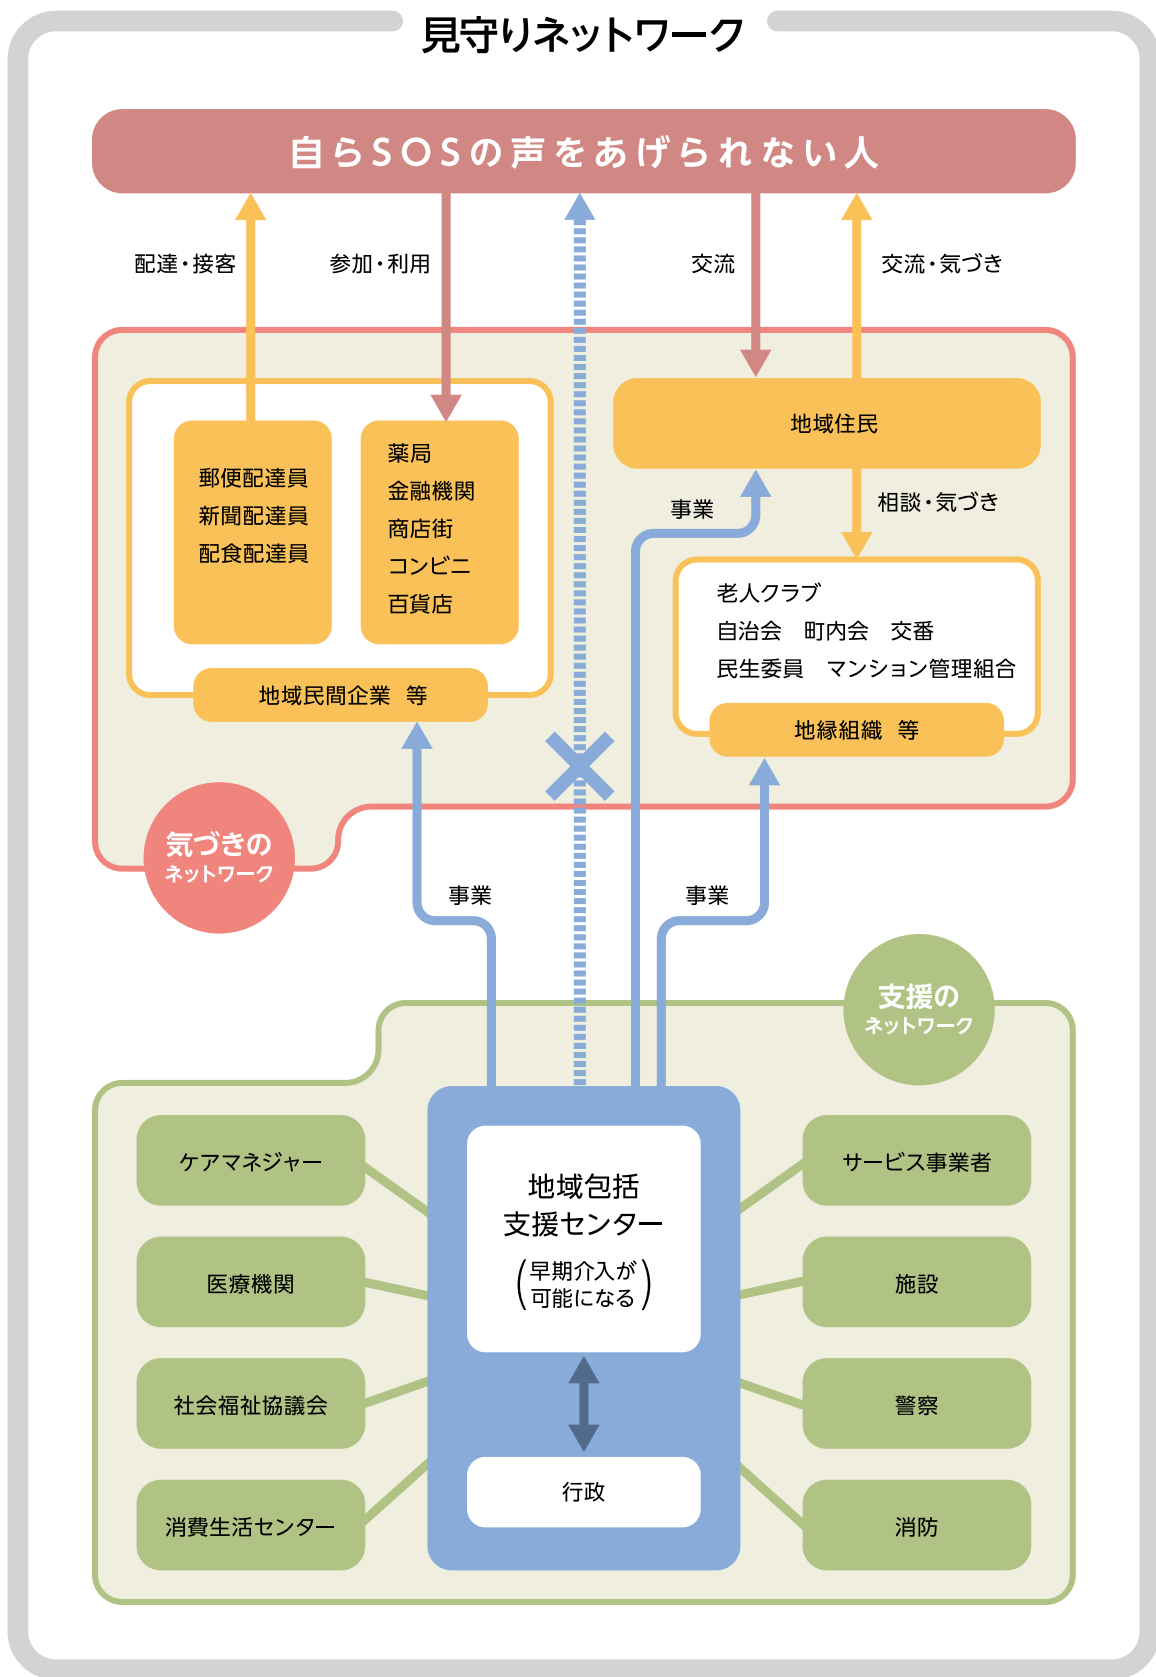 見守りネットワーク
自らSOSの声をあげられない人
配達・接客
参加・利用
交流
交流・気づき
郵便配達員
新聞配達員
配食配達員
薬局
金融機関
商店街
コンビニ
百貨店
地域民間企業 等
地域住民
事業
相談・気づき
老人クラブ
自治会 町内会 交番
民生委員 マンション管理組合
地縁組織 等
気づきの
ネットワーク
事業
事業
支援の
ネットワーク
ケアマネジャー
医療機関
社会福祉協議会
消費生活センター
地域包括
支援センター
(早期介入が
可能になる)
行政
サービス事業者
施設
警察
消防